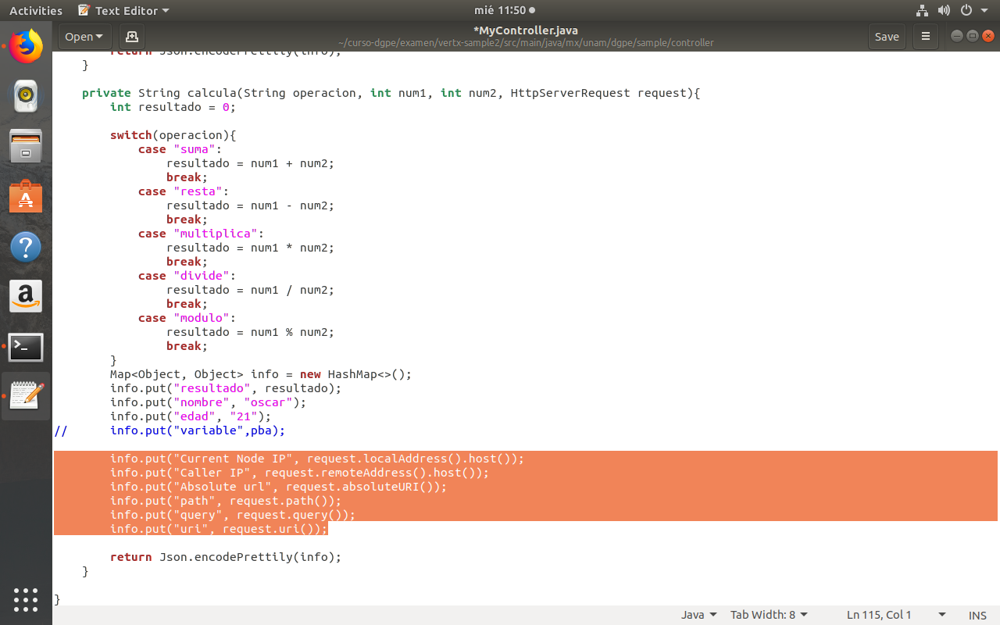 Activities Text Editor mié 11:50
Open *MyController.java Save
~/curso-dgpe/examen/vertx-sample2/src/main/java/mx/unam/dgpe/sample/controller
        return Json.encodePrettily(info);
    }

    private String calcula(String operacion, int num1, int num2, HttpServerRequest request){
        int resultado = 0;

        switch(operacion){
            case "suma":
                resultado = num1 + num2;
                break;
            case "resta":
                resultado = num1 - num2;
                break;
            case "multiplica":
                resultado = num1 * num2;
                break;
            case "divide":
                resultado = num1 / num2;
                break;
            case "modulo":
                resultado = num1 % num2;
                break;
        }
        Map<Object, Object> info = new HashMap<>();
        info.put("resultado", resultado);
        info.put("nombre", "oscar");
        info.put("edad", "21");
//      info.put("variable",pba);

        info.put("Current Node IP", request.localAddress().host());
        info.put("Caller IP", request.remoteAddress().host());
        info.put("Absolute url", request.absoluteURI());
        info.put("path", request.path());
        info.put("query", request.query());
        info.put("uri", request.uri());

        return Json.encodePrettily(info);
    }

}
Java Tab Width: 8 Ln 115, Col 1 INS